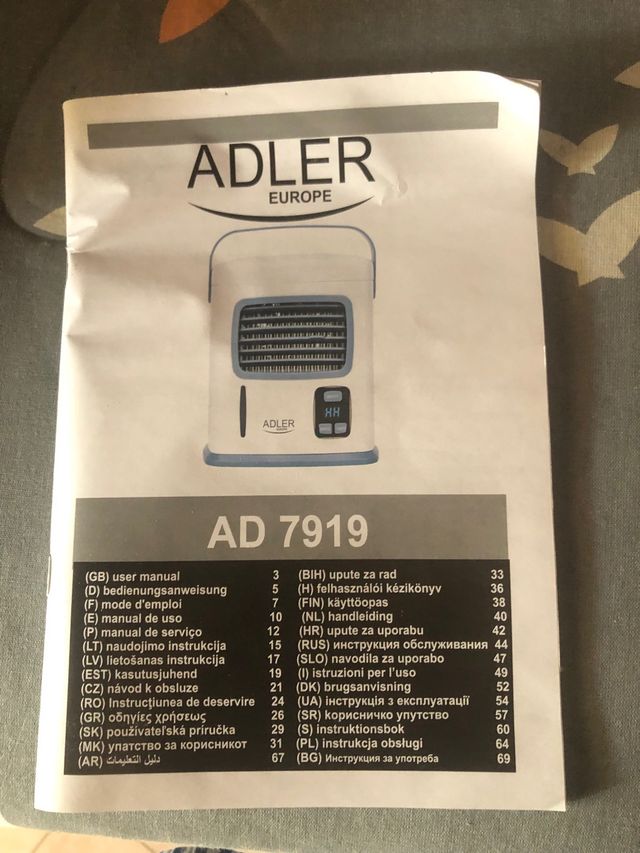 ADLER
EUROPE
HH
ADLER
EUROPE
AD 7919
(GB) user manual 3
(D) bedienungsanweisung 5
(F) mode d'emploi 7
(E) manual de uso 10
(P) manual de serviço 12
(LT) naudojimo instrukcija 15
(LV) lietošanas instrukcija 17
(EST) kasutusjuhend 19
(CZ) návod k obsluze 21
(RO) Instrucţiunea de deservire 24
(GR) οδηγίες χρήσεως 26
(SK) používateľská príručka 29
(MK) упатство за корисникот 31
(AR) دليل التعليمات 67
(BIH) upute za rad 33
(H) felhasználói kézikönyv 36
(FIN) käyttöopas 38
(NL) handleiding 40
(HR) upute za uporabu 42
(RUS) инструкция обслуживания 44
(SLO) navodila za uporabo 47
(I) istruzioni per l'uso 49
(DK) brugsanvisning 52
(UA) інструкція з експлуатації 54
(SR) корисничко упутство 57
(S) instruktionsbok 60
(PL) instrukcja obsługi 64
(BG) Инструкция за употреба 69